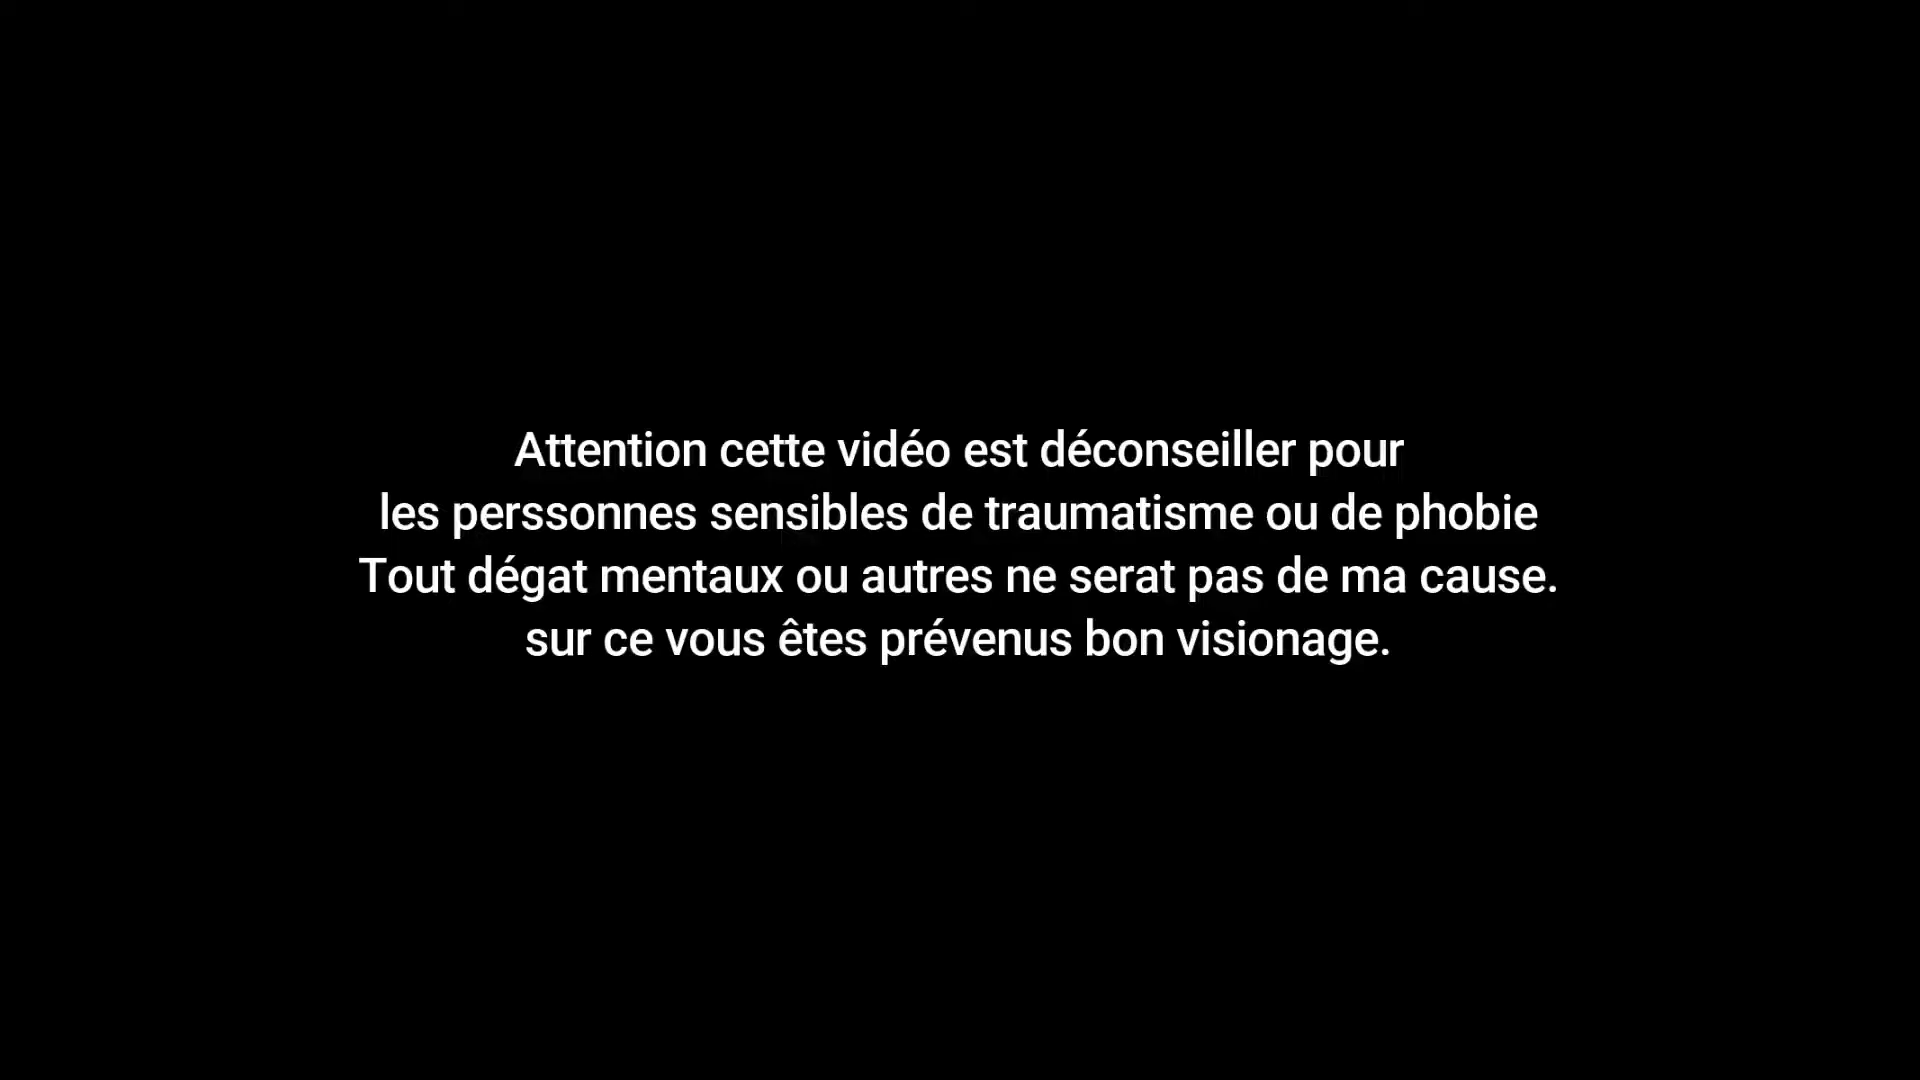 Attention cette vidéo est déconseiller pour
les perssonnes sensibles de traumatisme ou de phobie
Tout dégat mentaux ou autres ne serat pas de ma cause.
sur ce vous êtes prévenus bon visionage.